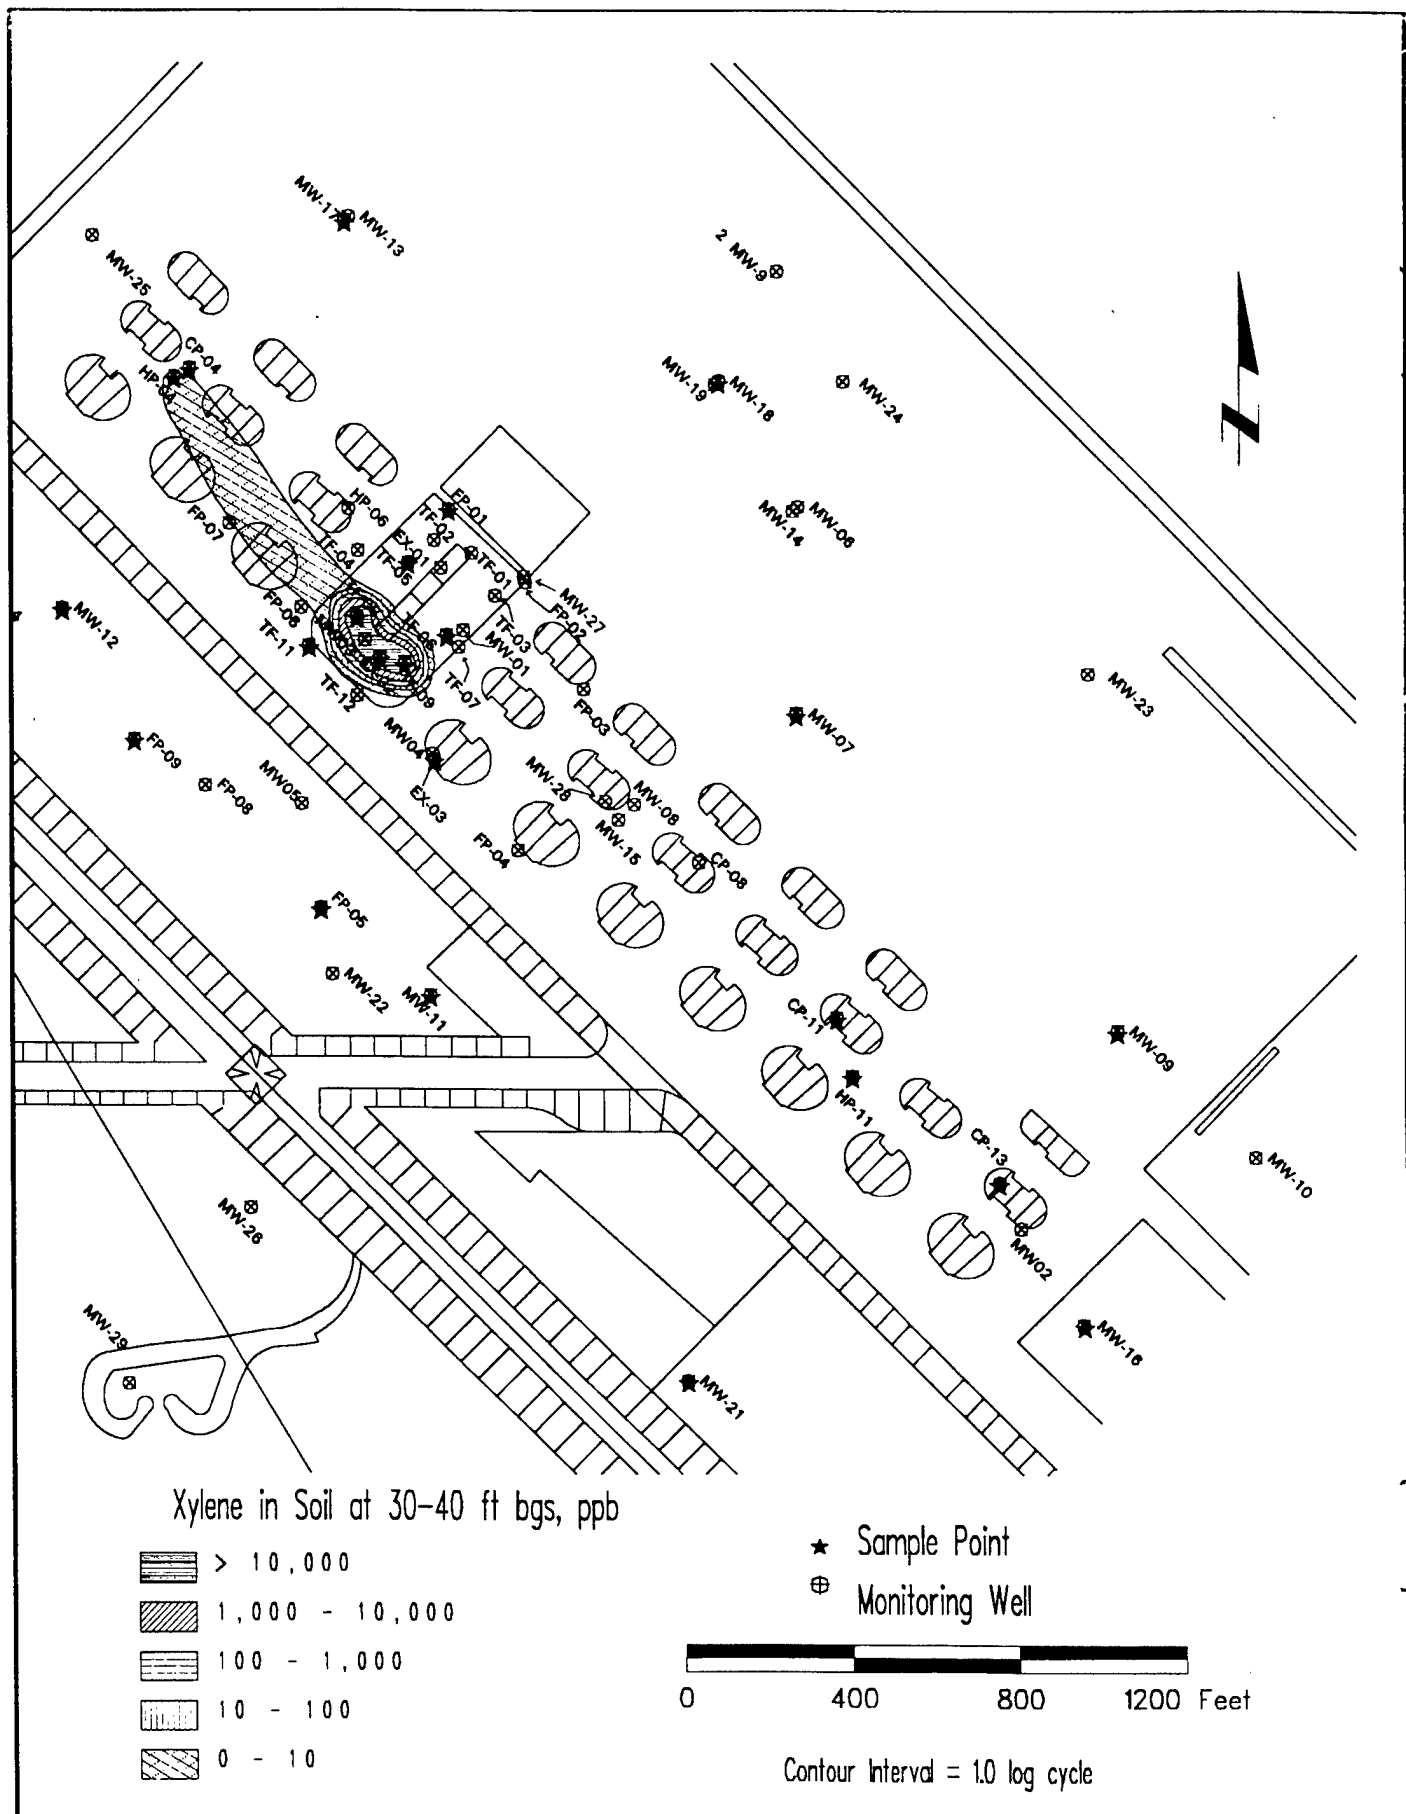 MW-17
MW-13
MW-25
2 MW-9
CP-04
MW-19
MW-18
MW-24
HP-06
FP-01
TF-02
EX-01
TF-04
TF-05
TF-01
MW-06
MW-14
FP-07
MW-27
FP-02
FP-06
TF-03
MW-01
TF-06
MW-12
TF-11
TF-07
TF-12
MW-23
FP-03
MW-07
FP-09
FP-08
MW05
MW04
EX-03
MW-28
MW-08
MW-15
FP-04
CP-08
FP-05
MW-22
MW-11
CP-11
HP-11
MW-09
CP-13
MW-10
MW02
MW-26
MW-29
MW-16
MW-21
N
Xylene in Soil at 30-40 ft bgs, ppb
> 10,000
1,000 - 10,000
100 - 1,000
10 - 100
0 - 10
Sample Point
Monitoring Well
0 400 800 1200 Feet
Contour Interval = 1.0 log cycle